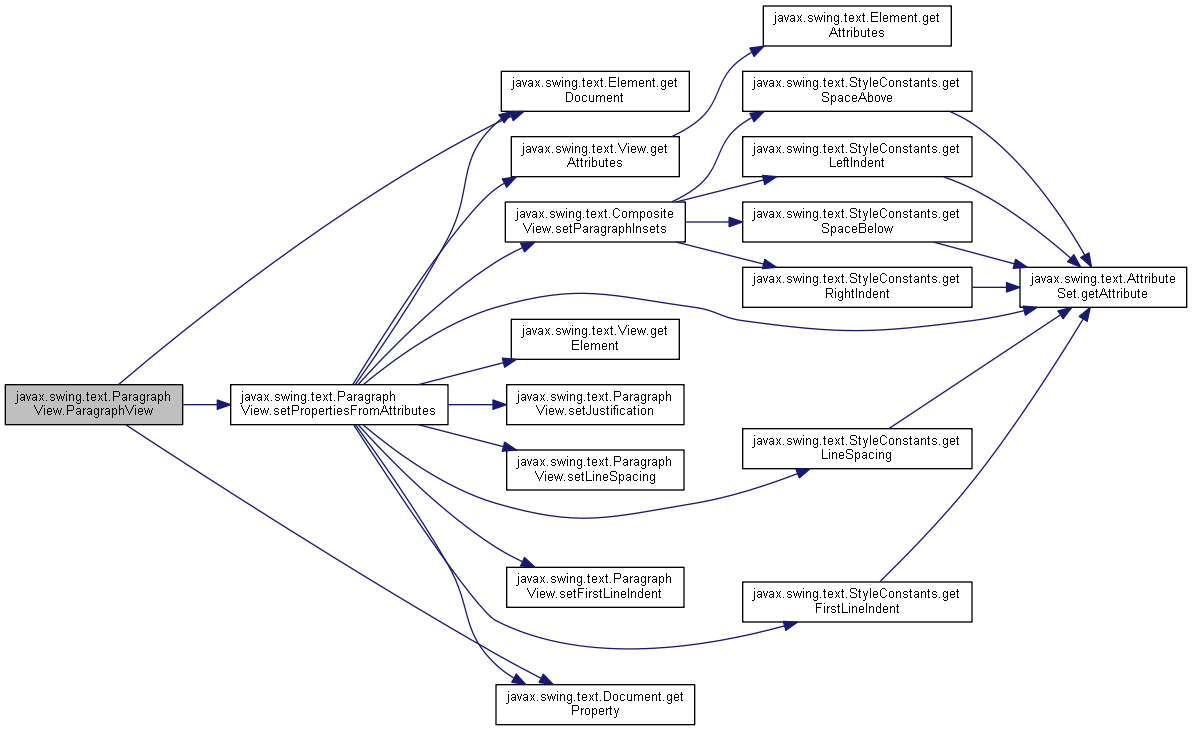 javax.swing.text.Element.get
Attributes
javax.swing.text.Element.get
Document
javax.swing.text.StyleConstants.get
SpaceAbove
javax.swing.text.View.get
Attributes
javax.swing.text.StyleConstants.get
LeftIndent
javax.swing.text.Composite
View.setParagraphInsets
javax.swing.text.StyleConstants.get
SpaceBelow
javax.swing.text.StyleConstants.get
RightIndent
javax.swing.text.Attribute
Set.getAttribute
javax.swing.text.View.get
Element
javax.swing.text.Paragraph
View.ParagraphView
javax.swing.text.Paragraph
View.setPropertiesFromAttributes
javax.swing.text.Paragraph
View.setJustification
javax.swing.text.StyleConstants.get
LineSpacing
javax.swing.text.Paragraph
View.setLineSpacing
javax.swing.text.Paragraph
View.setFirstLineIndent
javax.swing.text.StyleConstants.get
FirstLineIndent
javax.swing.text.Document.get
Property